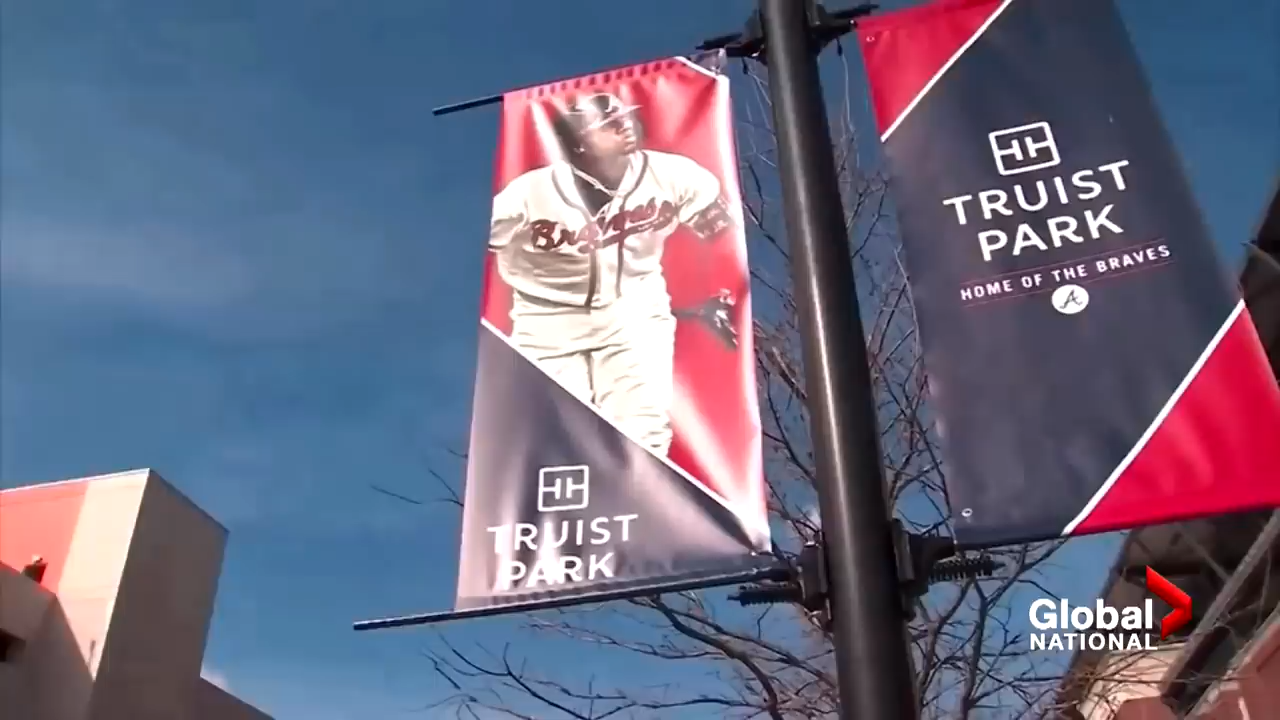 Braves
TRUIST
PARK
TRUIST
PARK
HOME OF THE BRAVES
A
Global
NATIONAL